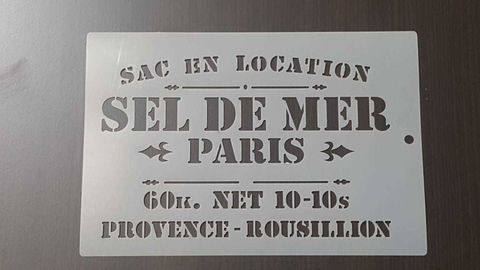 SAC EN LOCATION
SEL DE MER
PARIS
60K. NET 10-10S
PROVENCE-ROUSILLION